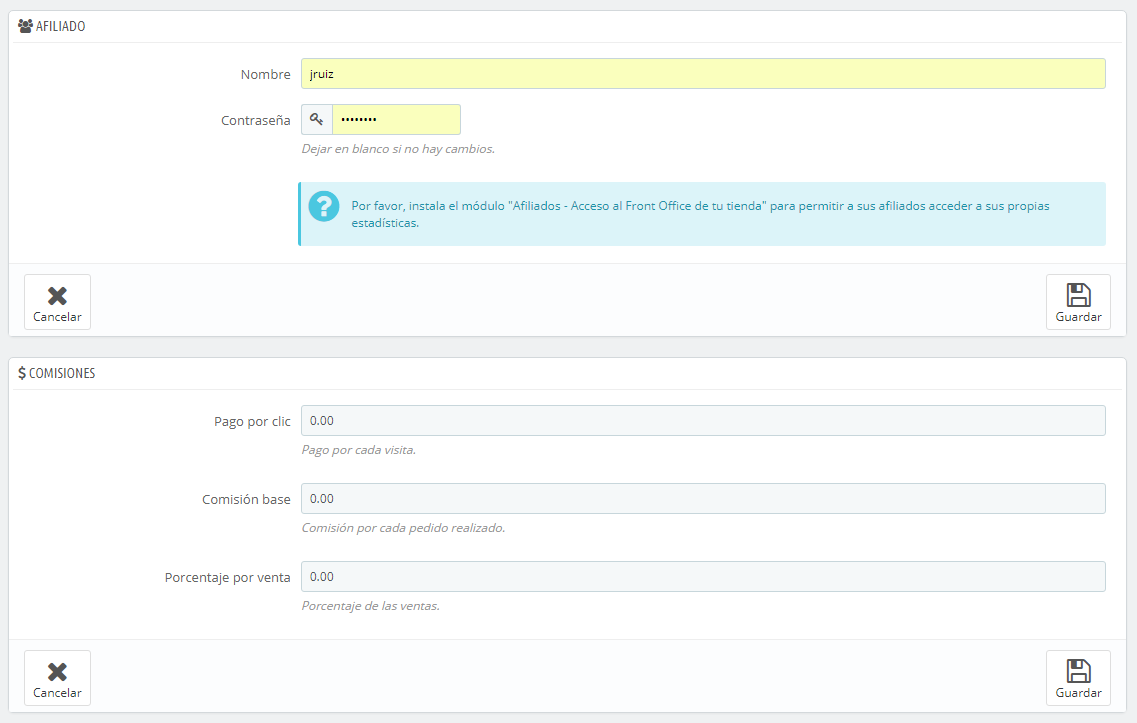 AFILIADO
Nombre
jruiz
Contraseña
••••••••
Dejar en blanco si no hay cambios.
?
Por favor, instala el módulo "Afiliados - Acceso al Front Office de tu tienda" para permitir a sus afiliados acceder a sus propias
estadísticas.
Cancelar
Guardar
$ COMISIONES
Pago por clic
0.00
Pago por cada visita.
Comisión base
0.00
Comisión por cada pedido realizado.
Porcentaje por venta
0.00
Porcentaje de las ventas.
Cancelar
Guardar